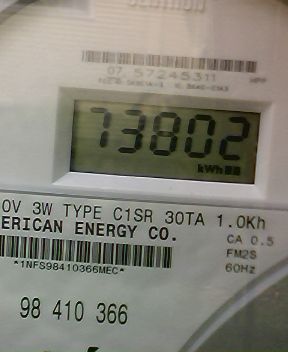 07 57245311
73802
kWh
0V 3W TYPE C1SR 30TA 1.0Kh
ERICAN ENERGY CO.
CA 0.5
FM2S
*1NFS98410366MEC*
60Hz
98 410 366